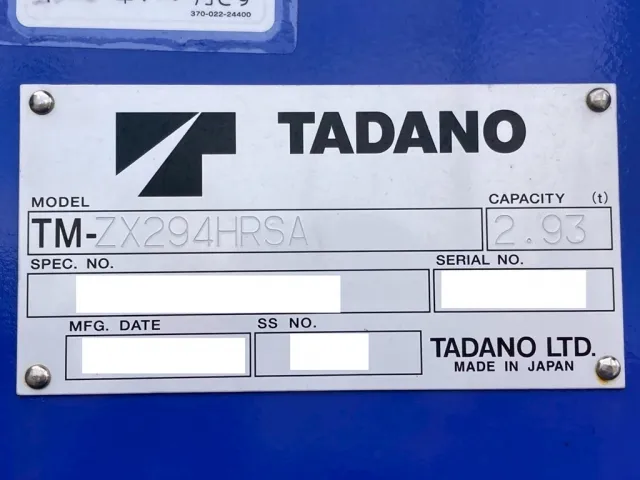 370-022-24400
TADANO
MODEL
CAPACITY (t)
TM-ZX294HRSA
2.93
SPEC. NO.
SERIAL NO.
MFG. DATE
SS NO.
TADANO LTD.
MADE IN JAPAN